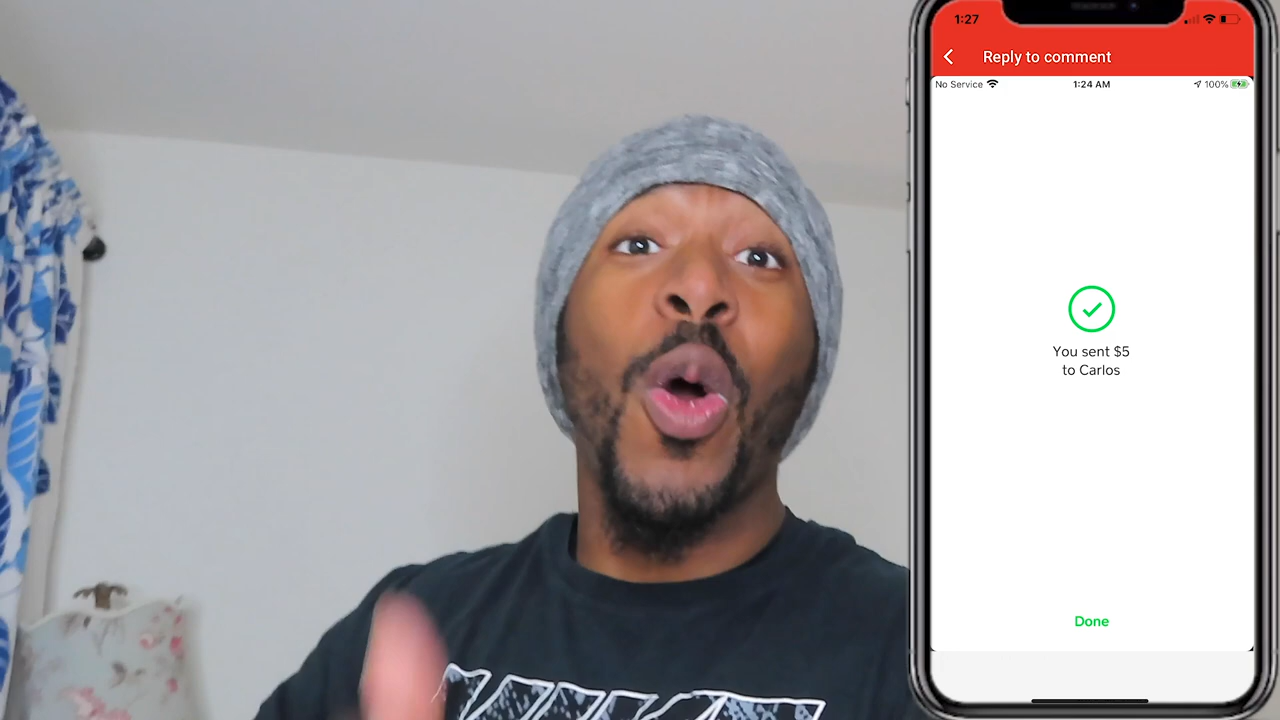 1:27
Reply to comment
No Service
1:24 AM
100%
You sent $5
to Carlos
Done